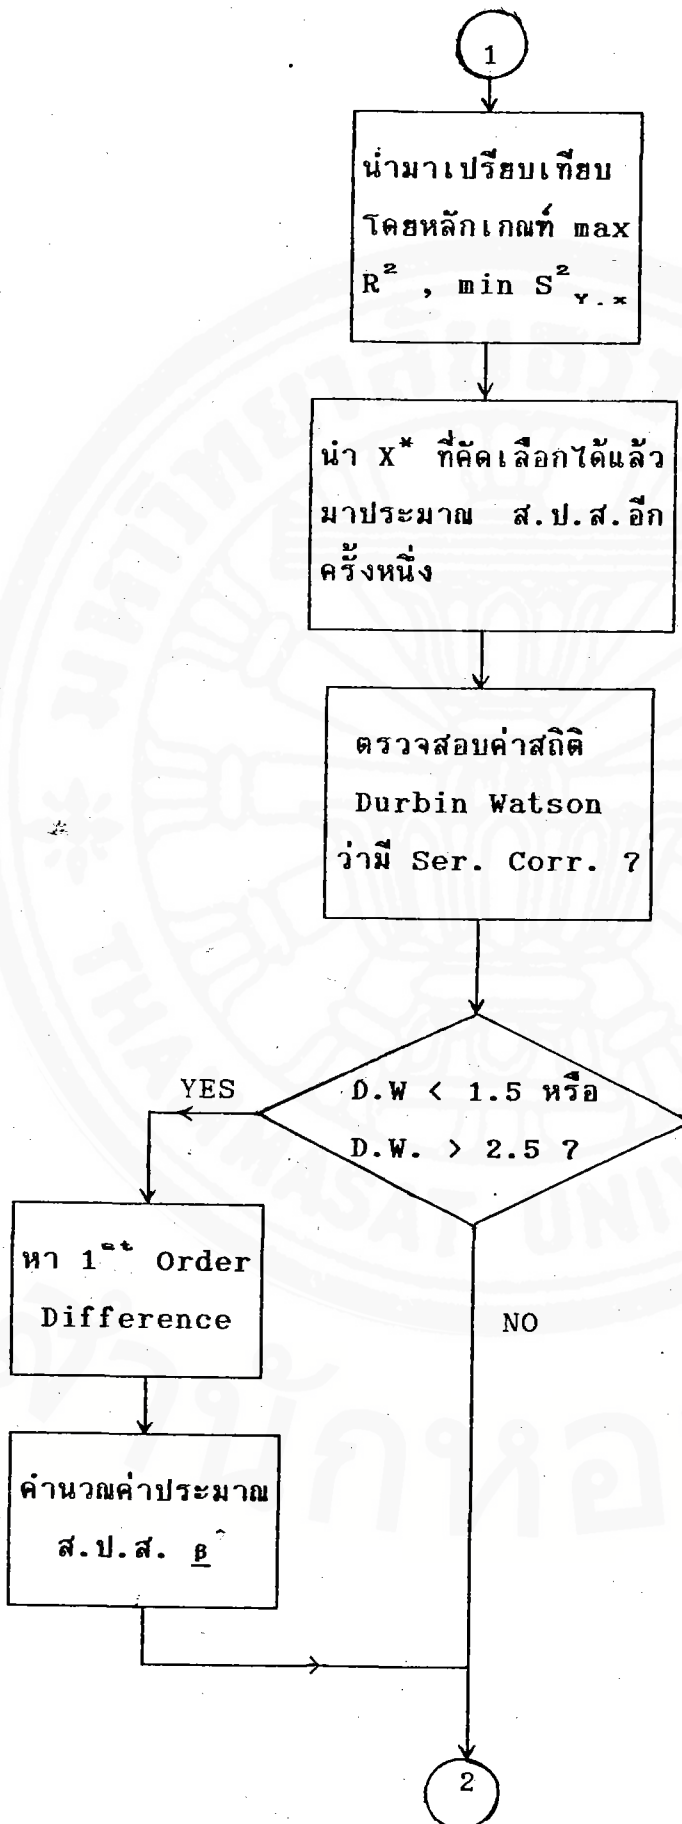 1
นำมาเปรียบเทียบ
โดยหลักเกณฑ์ max
R² , min S²Y.x
นำ X* ที่คัดเลือกได้แล้ว
มาประมาณ ส.ป.ส.อีก
ครั้งหนึ่ง
ตรวจสอบค่าสถิติ
Durbin Watson
ว่ามี Ser. Corr. ?
YES
D.W < 1.5 หรือ
D.W. > 2.5 ?
หา 1st Order
Difference
NO
คำนวณค่าประมาณ
ส.ป.ส. β^
2